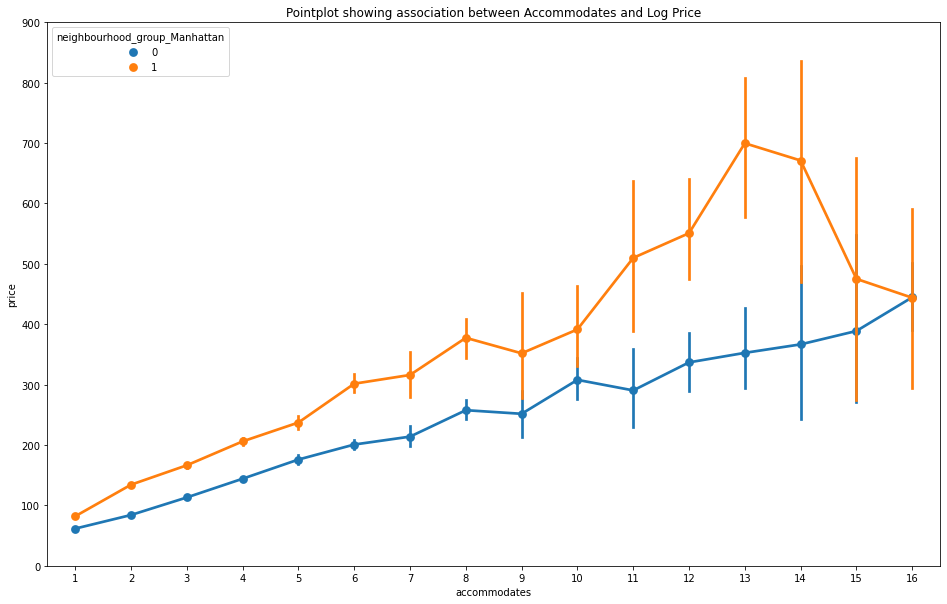 Pointplot showing association between Accommodates and Log Price
neighbourhood_group_Manhattan
0
1
900
800
700
600
500
400
300
200
100
0
price
1 2 3 4 5 6 7 8 9 10 11 12 13 14 15 16
accommodates